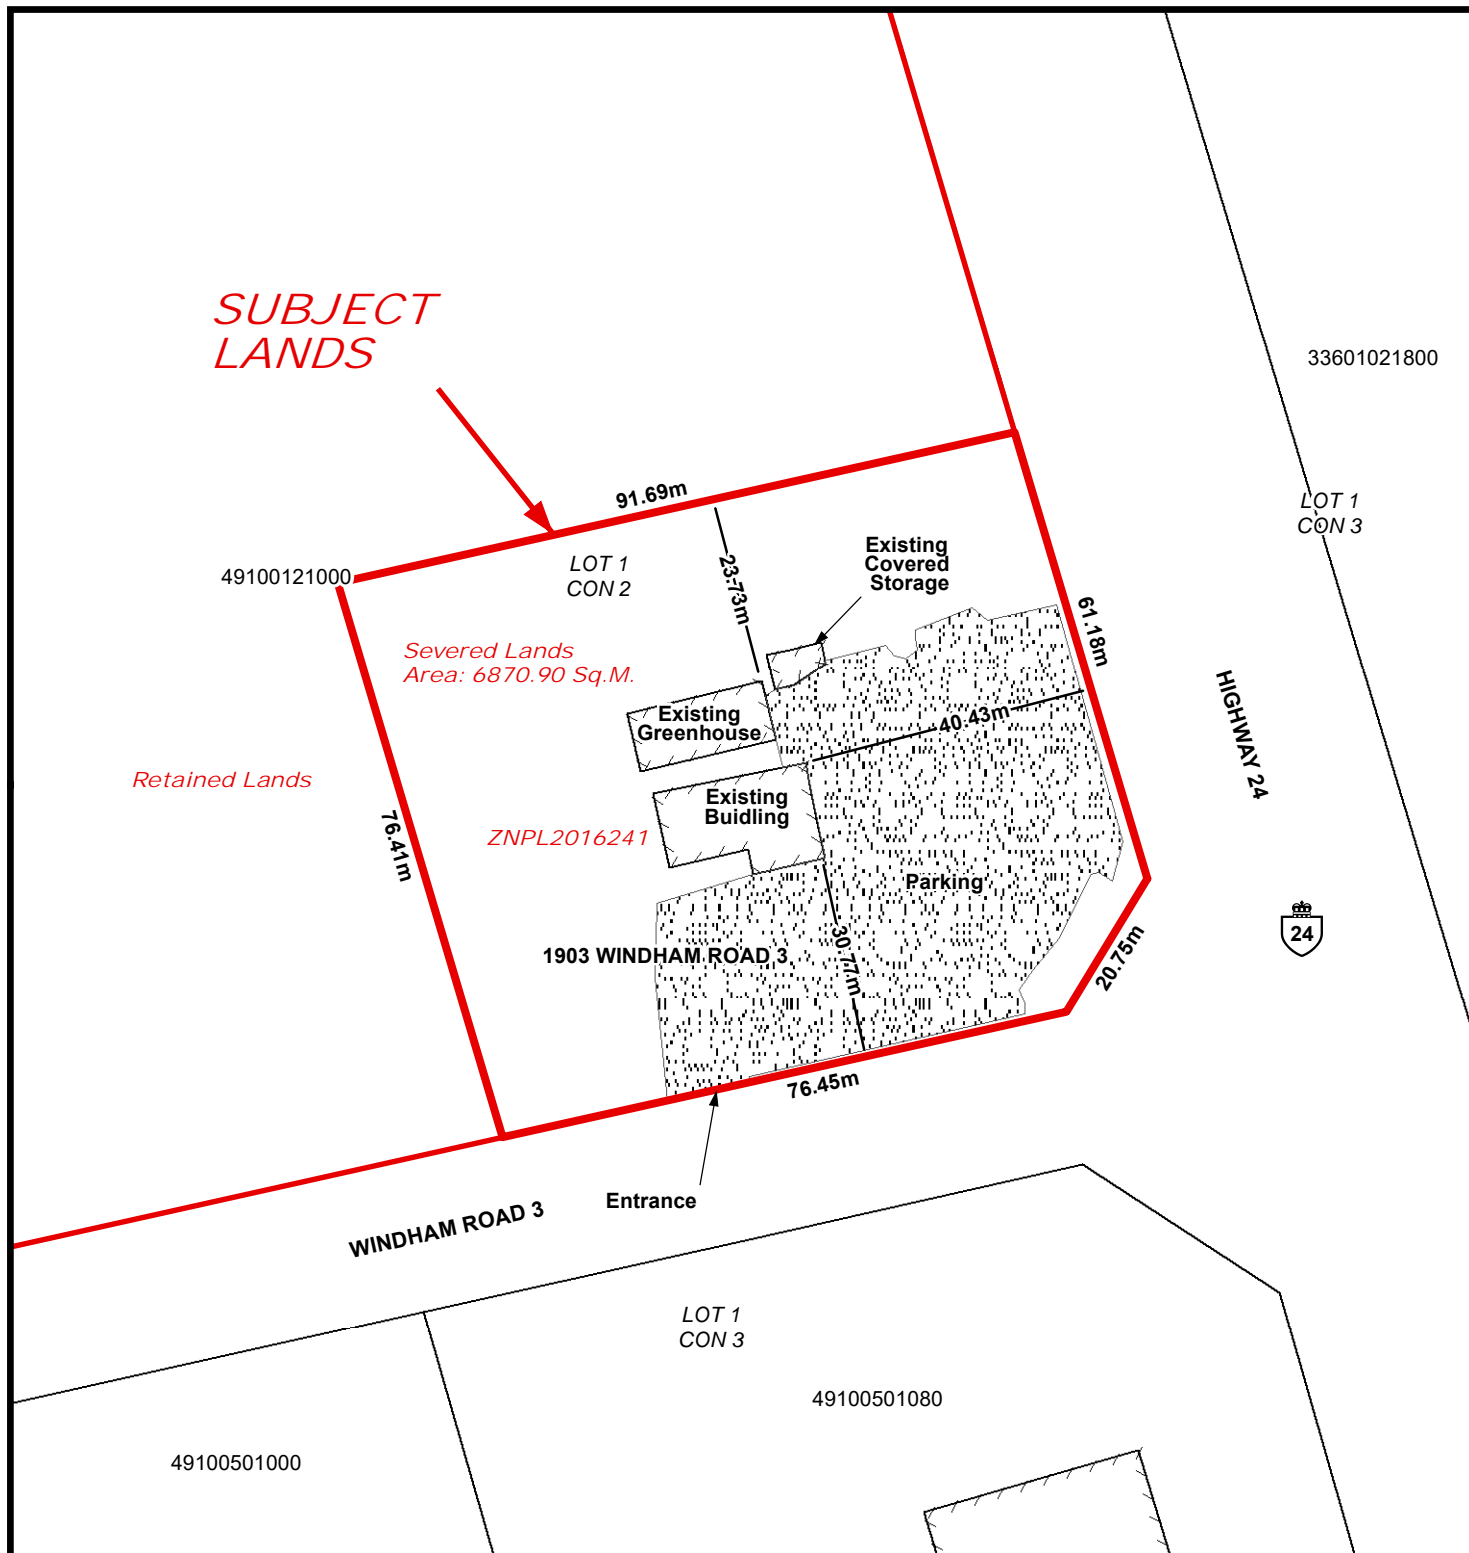 SUBJECT
LANDS
33601021800
91.69m
LOT 1
CON 3
49100121000
LOT 1
CON 2
23.73m
Existing
Covered
Storage
61.18m
Severed Lands
Area: 6870.90 Sq.M.
Existing
Greenhouse
40.43m
HIGHWAY 24
Retained Lands
76.41m
Existing
Buidling
ZNPL2016241
Parking
24
20.75m
1903 WINDHAM ROAD 3
30.77m
76.45m
Entrance
WINDHAM ROAD 3
LOT 1
CON 3
49100501080
49100501000